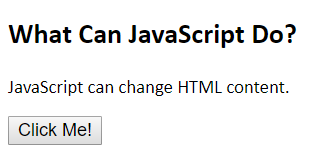 What Can JavaScript Do?
JavaScript can change HTML content.
Click Me!